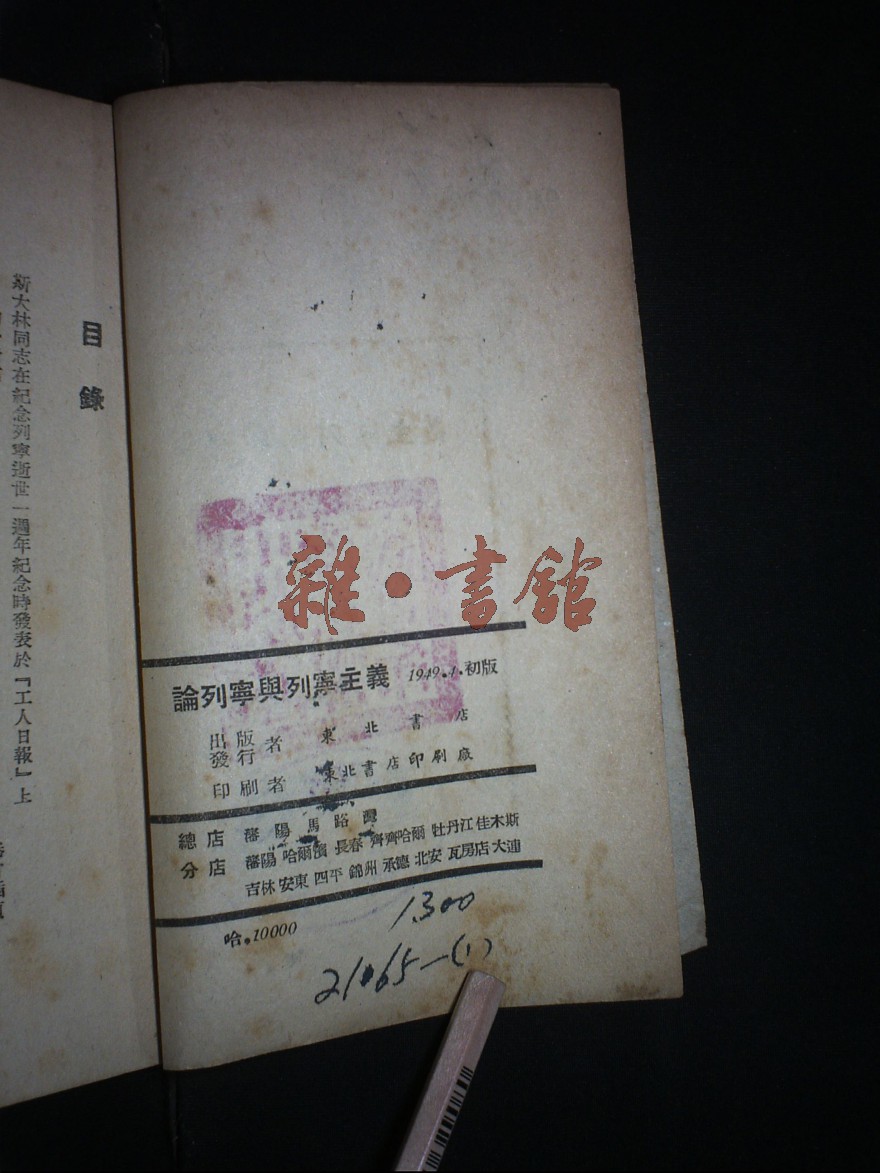 目錄
斯大林同志在紀念列寧逝世一週年紀念時發表於『工人日報』上
雜・書舘
論列寧與列寧主義 1949.4.初版
出版
發行者 東北書店
印刷者 東北書店印刷廠
總店 藩陽馬路灣
分店 藩陽 哈爾濱 長春 齊齊哈爾 牡丹江 佳木斯
吉林 安東 四平 錦州 承德 北安 瓦房店 大連
哈.10000
1300
21065-(1)